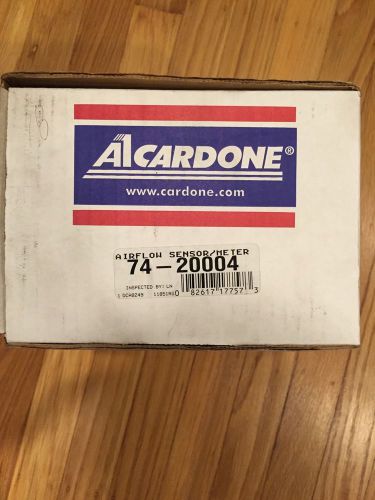 A1CARDONE®
www.cardone.com
AIRFLOW SENSOR/METER
74-20004
INSPECTED BY: LN
0 82617 17757 3